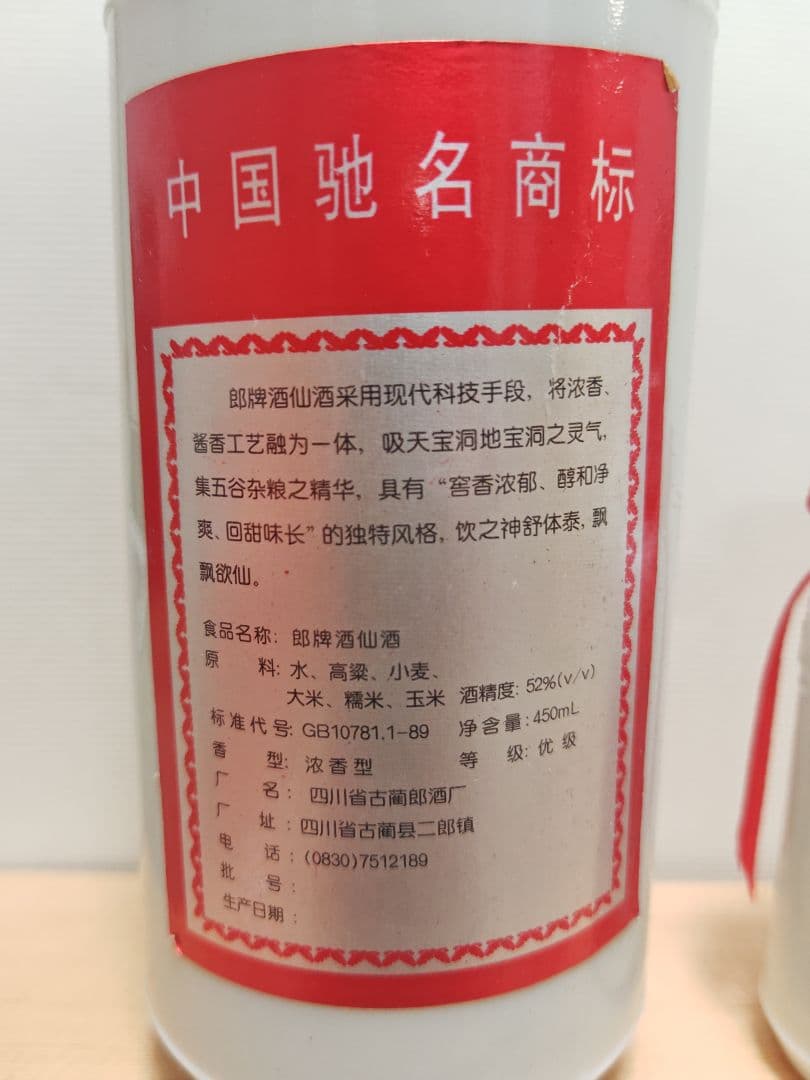 中国驰名商标
郎牌酒仙酒采用现代科技手段，将浓香、
酱香工艺融为一体，吸天宝洞地宝洞之灵气，
集五谷杂粮之精华，具有“窖香浓郁、醇和净
爽、回甜味长”的独特风格，饮之神舒体泰，飘
飘欲仙。
食品名称：郎牌酒仙酒
原 料：水、高粱、小麦、
大米、糯米、玉米 酒精度：52%(v/v)
标准代号：GB10781.1-89 净含量：450mL
香 型：浓香型 等 级：优级
厂 名：四川省古蔺郎酒厂
厂 址：四川省古蔺县二郎镇
电 话：(0830)7512189
批 号：
生产日期：